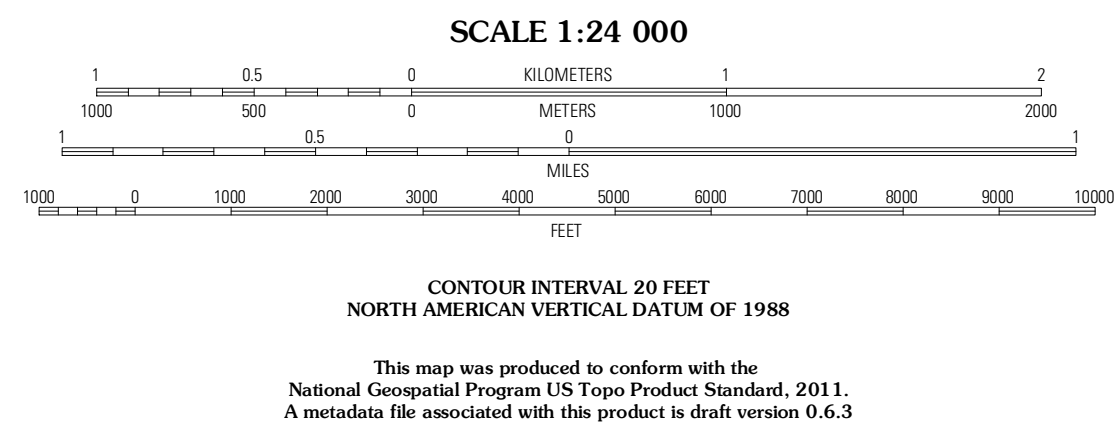 SCALE 1:24 000
1 0.5 0 KILOMETERS 1 2
1000 500 0 METERS 1000 2000
1 0.5 0 1
MILES
1000 0 1000 2000 3000 4000 5000 6000 7000 8000 9000 10000
FEET
CONTOUR INTERVAL 20 FEET
NORTH AMERICAN VERTICAL DATUM OF 1988
This map was produced to conform with the
National Geospatial Program US Topo Product Standard, 2011.
A metadata file associated with this product is draft version 0.6.3